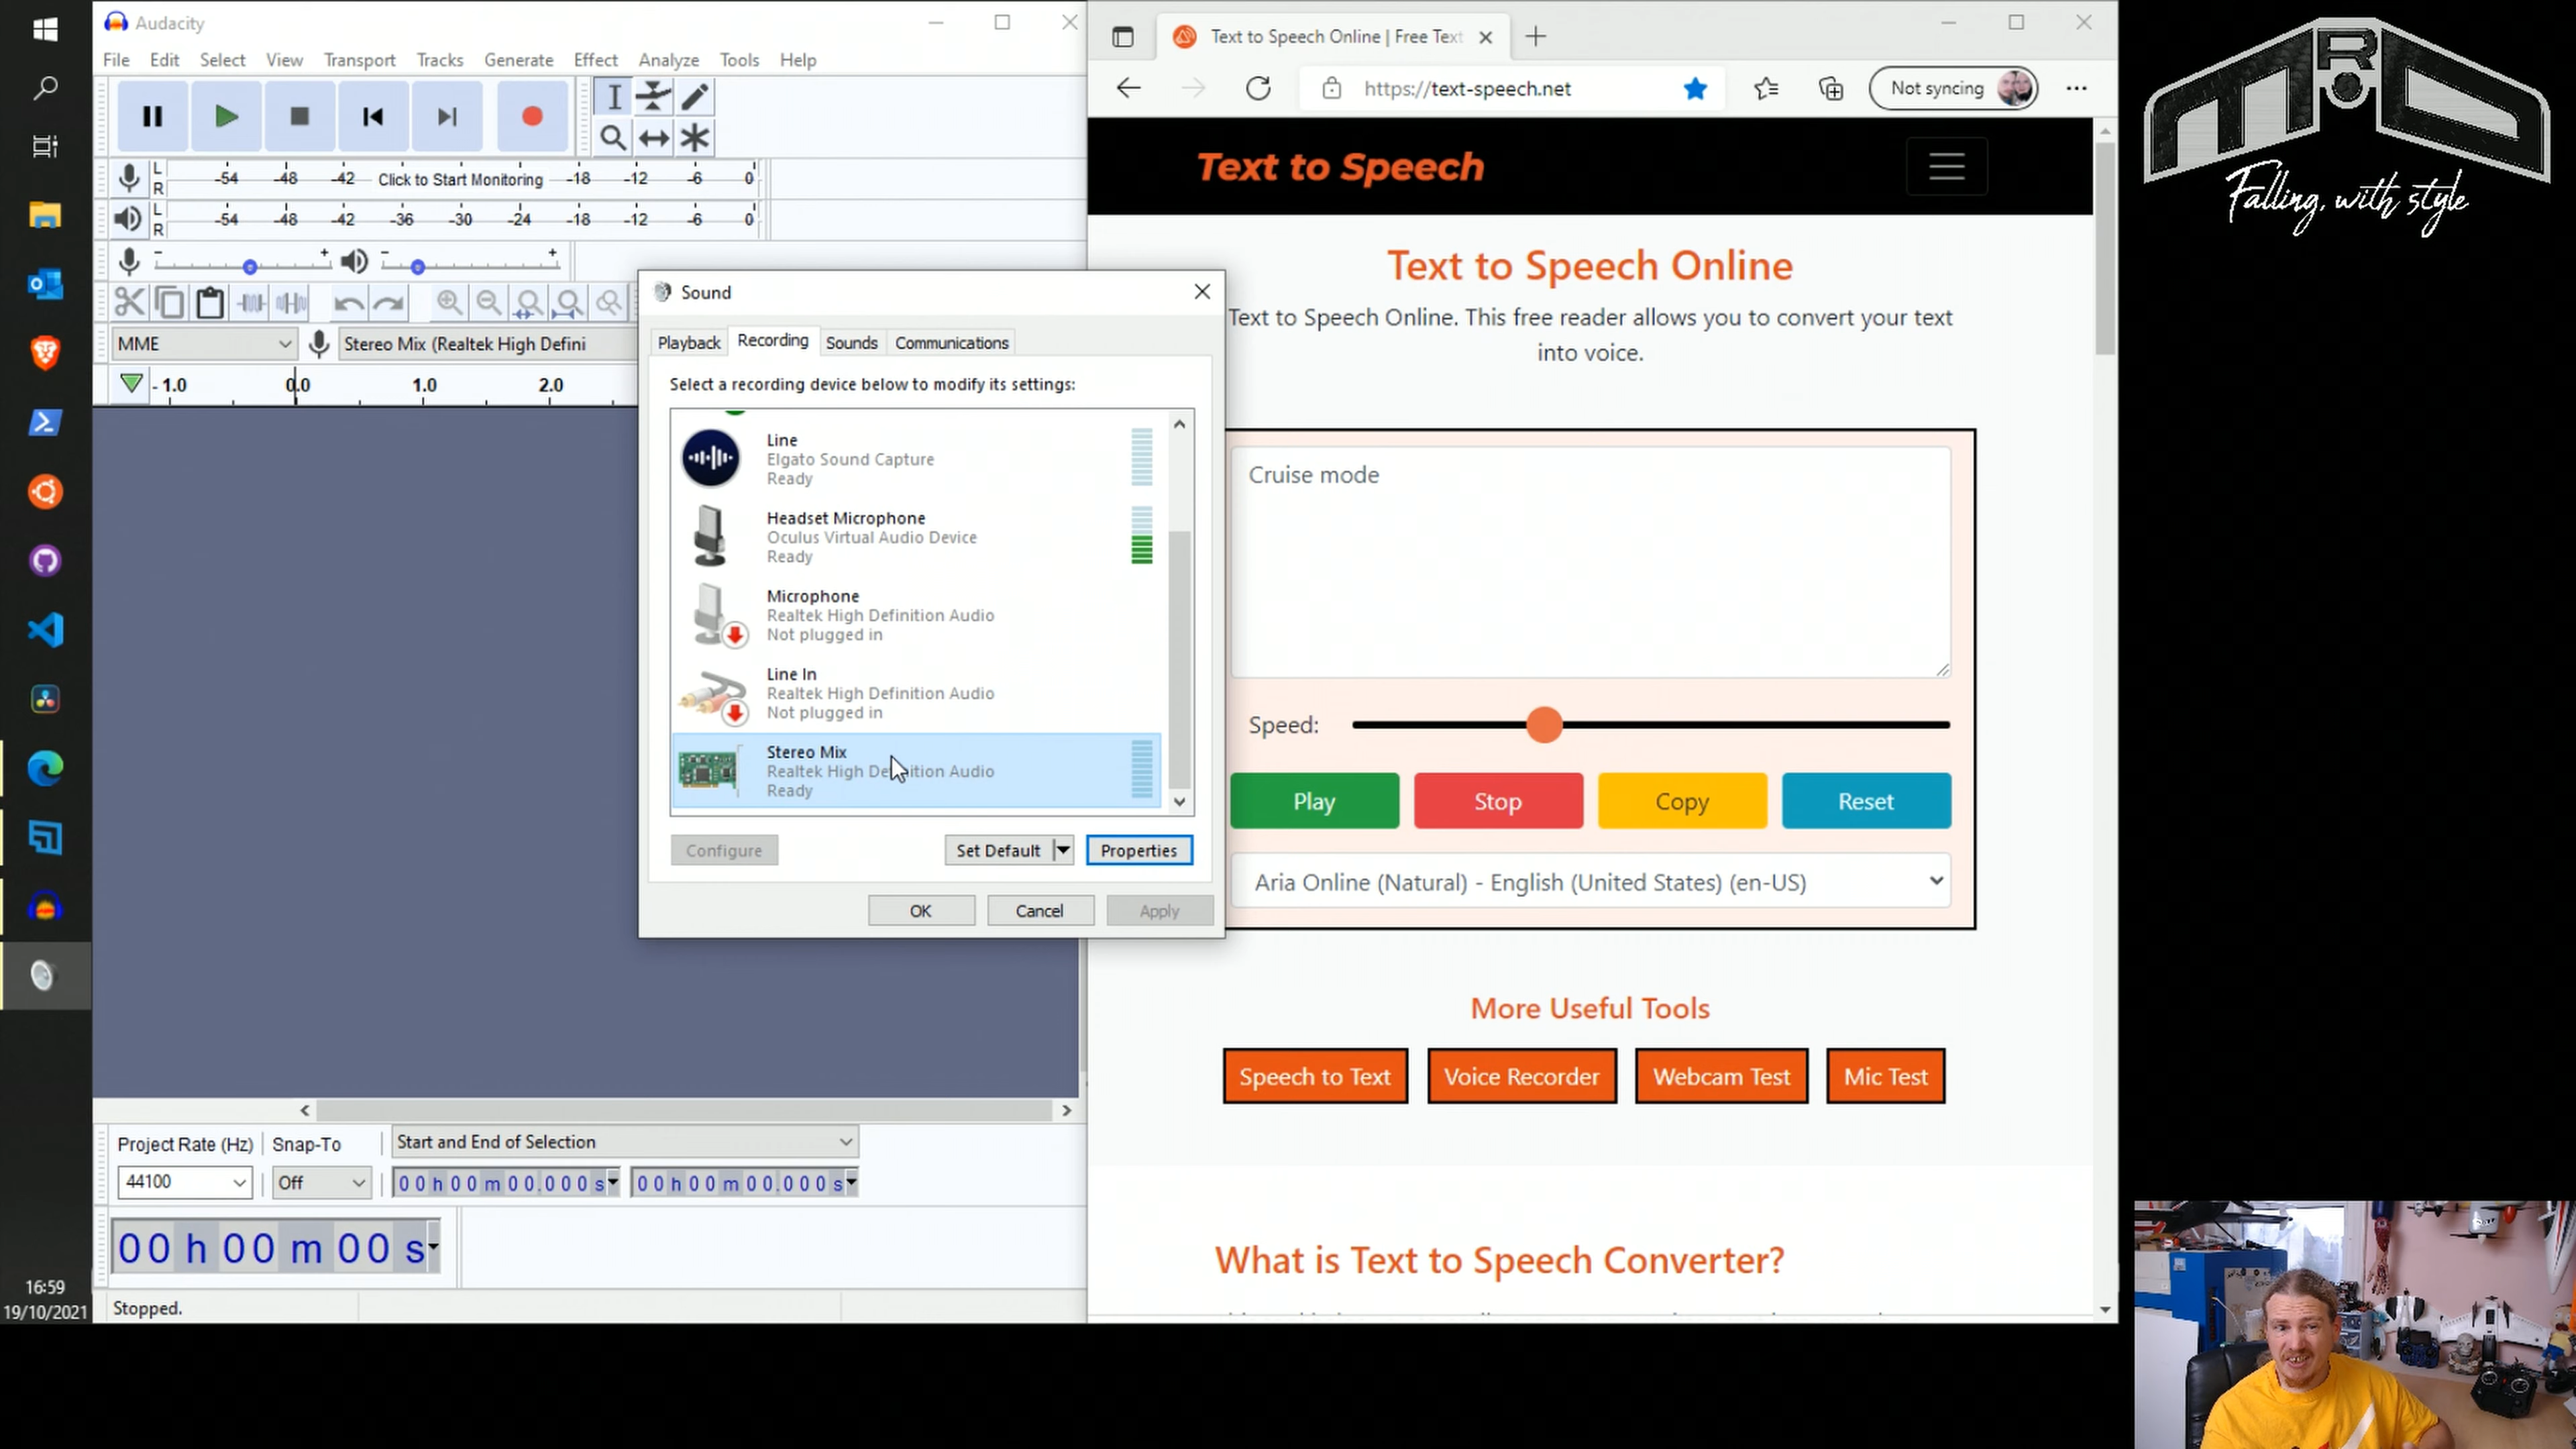 Audacity
File Edit Select View Transport Tracks Generate Effect Analyze Tools Help
L
R
-54 -48 -42 Click to Start Monitoring -18 -12 -6 0
L
R
-54 -48 -42 -36 -30 -24 -18 -12 -6 0
- + - +
MME
Stereo Mix (Realtek High Defini
- 1.0 0.0 1.0 2.0
Sound
Playback Recording Sounds Communications
Select a recording device below to modify its settings:
Line
Elgato Sound Capture
Ready
Headset Microphone
Oculus Virtual Audio Device
Ready
Microphone
Realtek High Definition Audio
Not plugged in
Line In
Realtek High Definition Audio
Not plugged in
Stereo Mix
Realtek High Definition Audio
Ready
Configure Set Default Properties
OK Cancel Apply
Project Rate (Hz) Snap-To Start and End of Selection
44100 Off 00 h 00 m 00.000 s 00 h 00 m 00.000 s
00 h 00 m 00 s
Stopped.
16:59
19/10/2021
Text to Speech Online | Free Text
https://text-speech.net
Not syncing
Text to Speech
Text to Speech Online
Text to Speech Online. This free reader allows you to convert your text
into voice.
Cruise mode
Speed:
Play Stop Copy Reset
Aria Online (Natural) - English (United States) (en-US)
More Useful Tools
Speech to Text Voice Recorder Webcam Test Mic Test
What is Text to Speech Converter?
MRD
Falling, with style